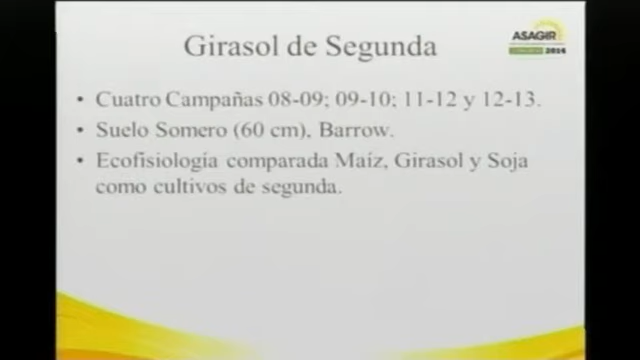 Girasol de Segunda
ASAGIR
2014
• Cuatro Campañas 08-09; 09-10; 11-12 y 12-13.
• Suelo Somero (60 cm), Barrow.
• Ecofisiología comparada Maíz, Girasol y Soja
como cultivos de segunda.